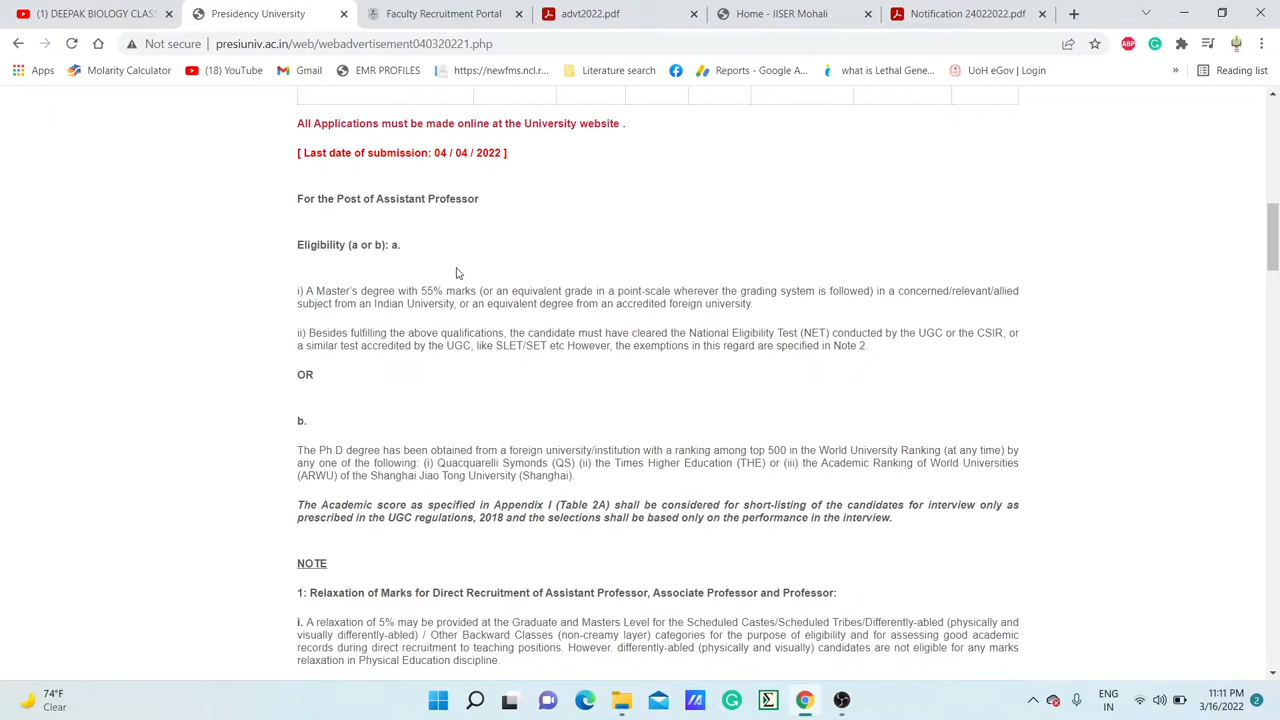 (1) DEEPAK BIOLOGY CLAS
Presidency University
Faculty Recruitment Portal
advt2022.pdf
Home - IISER Mohali
Notification 24022022.pdf
Not secure | presiuniv.ac.in/web/webadvertisement040320221.php
ABP
Apps
Molarity Calculator
(18) YouTube
Gmail
EMR PROFILES
https://newfms.ncl.r...
Literature search
Reports - Google A...
what is Lethal Gene...
UoH eGov | Login
»
Reading list
All Applications must be made online at the University website .
[ Last date of submission: 04 / 04 / 2022 ]
For the Post of Assistant Professor
Eligibility (a or b): a.
i) A Master's degree with 55% marks (or an equivalent grade in a point-scale wherever the grading system is followed) in a concerned/relevant/allied
subject from an Indian University, or an equivalent degree from an accredited foreign university.
ii) Besides fulfilling the above qualifications, the candidate must have cleared the National Eligibility Test (NET) conducted by the UGC or the CSIR, or
a similar test accredited by the UGC, like SLET/SET etc However, the exemptions in this regard are specified in Note 2.
OR
b.
The Ph.D degree has been obtained from a foreign university/institution with a ranking among top 500 in the World University Ranking (at any time) by
any one of the following: (i) Quacquarelli Symonds (QS) (ii) the Times Higher Education (THE) or (iii) the Academic Ranking of World Universities
(ARWU) of the Shanghai Jiao Tong University (Shanghai).
The Academic score as specified in Appendix I (Table 2A) shall be considered for short-listing of the candidates for interview only as
prescribed in the UGC regulations, 2018 and the selections shall be based only on the performance in the interview.
NOTE
1: Relaxation of Marks for Direct Recruitment of Assistant Professor, Associate Professor and Professor:
i. A relaxation of 5% may be provided at the Graduate and Masters Level for the Scheduled Castes/Scheduled Tribes/Differently-abled (physically and
visually differently-abled) / Other Backward Classes (non-creamy layer) categories for the purpose of eligibility and for assessing good academic
records during direct recruitment to teaching positions. However. differently-abled (physically and visually) candidates are not eligible for any marks
relaxation in Physical Education discipline.
74°F
Clear
ENG
IN
11:11 PM
3/16/2022
2